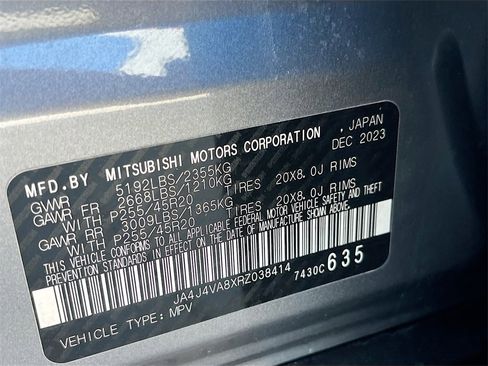 MFD.BY MITSUBISHI MOTORS CORPORATION , JAPAN
DEC 2023
GVWR 5192LBS/2355KG
GAWR FR 2668LBS/1210KG
WITH P255/45R20 TIRES 20X8.0J RIMS
GAWR RR 3009LBS/1365KG
WITH P255/45R20 TIRES 20X8.0J RIMS
THIS VEHICLE CONFORMS TO ALL APPLICABLE FEDERAL MOTOR VEHICLE SAFETY AND THEFT
PREVENTION STANDARDS IN EFFECT ON THE DATE OF MANUFACTURE SHOWN ABOVE.
JA4J4VA8XRZ038414 7430C 635
VEHICLE TYPE: MPV